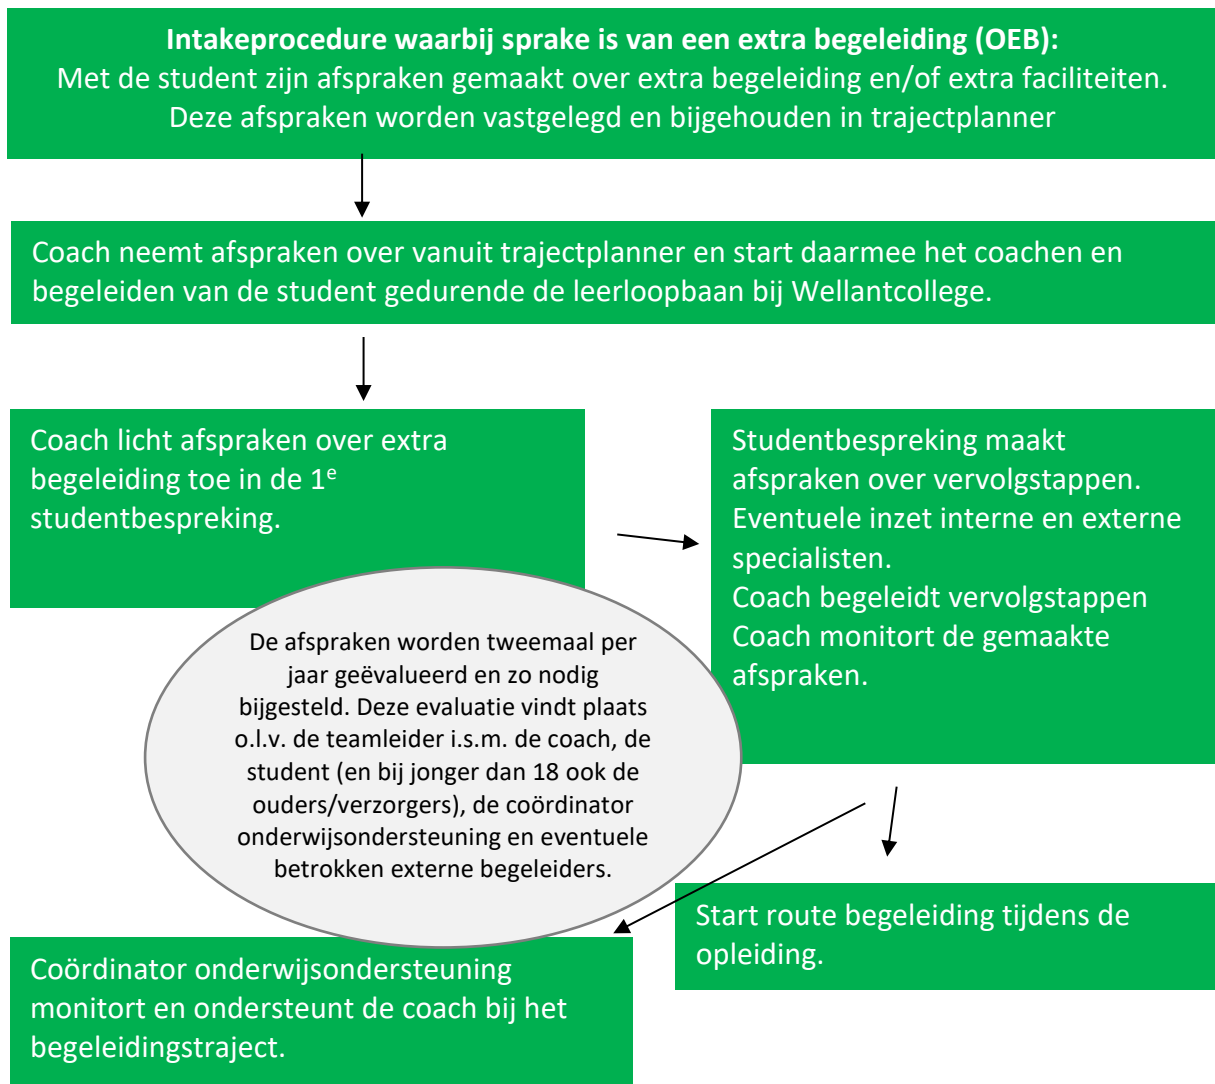 Intakeprocedure waarbij sprake is van een extra begeleiding (OEB):
Met de student zijn afspraken gemaakt over extra begeleiding en/of extra faciliteiten.
Deze afspraken worden vastgelegd en bijgehouden in trajectplanner
Coach neemt afspraken over vanuit trajectplanner en start daarmee het coachen en
begeleiden van de student gedurende de leerloopbaan bij Wellantcollege.
Coach licht afspraken over extra
begeleiding toe in de 1e
studentbespreking.
Studentbespreking maakt
afspraken over vervolgstappen.
Eventuele inzet interne en externe
specialisten.
Coach begeleidt vervolgstappen
Coach monitort de gemaakte
afspraken.
De afspraken worden tweemaal per
jaar geëvalueerd en zo nodig
bijgesteld. Deze evaluatie vindt plaats
o.l.v. de teamleider i.s.m. de coach, de
student (en bij jonger dan 18 ook de
ouders/verzorgers), de coördinator
onderwijsondersteuning en eventuele
betrokken externe begeleiders.
Start route begeleiding tijdens de
opleiding.
Coördinator onderwijsondersteuning
monitort en ondersteunt de coach bij het
begeleidingstraject.